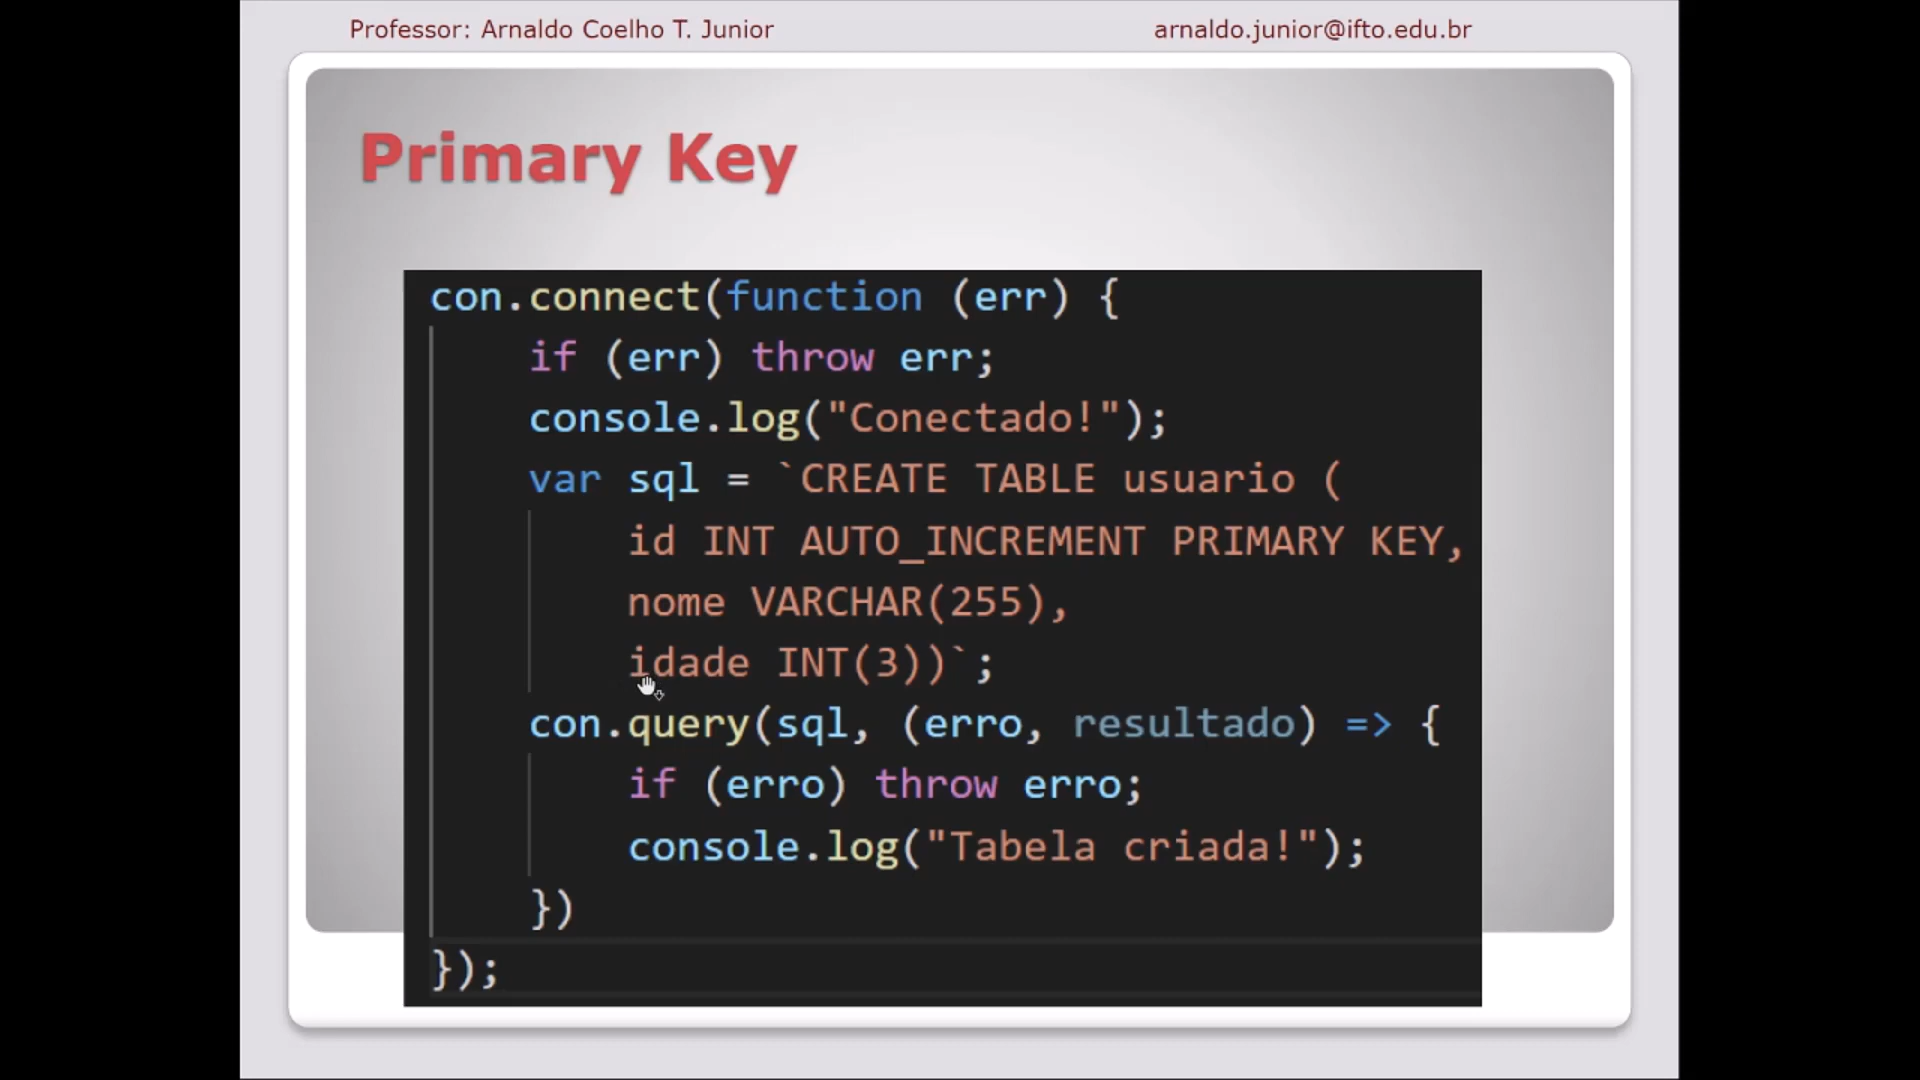 Professor: Arnaldo Coelho T. Junior arnaldo.junior@ifto.edu.br
Primary Key
con.connect(function (err) {
    if (err) throw err;
    console.log("Conectado!");
    var sql = `CREATE TABLE usuario (
        id INT AUTO_INCREMENT PRIMARY KEY,
        nome VARCHAR(255),
        idade INT(3))`;
    con.query(sql, (erro, resultado) => {
        if (erro) throw erro;
        console.log("Tabela criada!");
    })
});